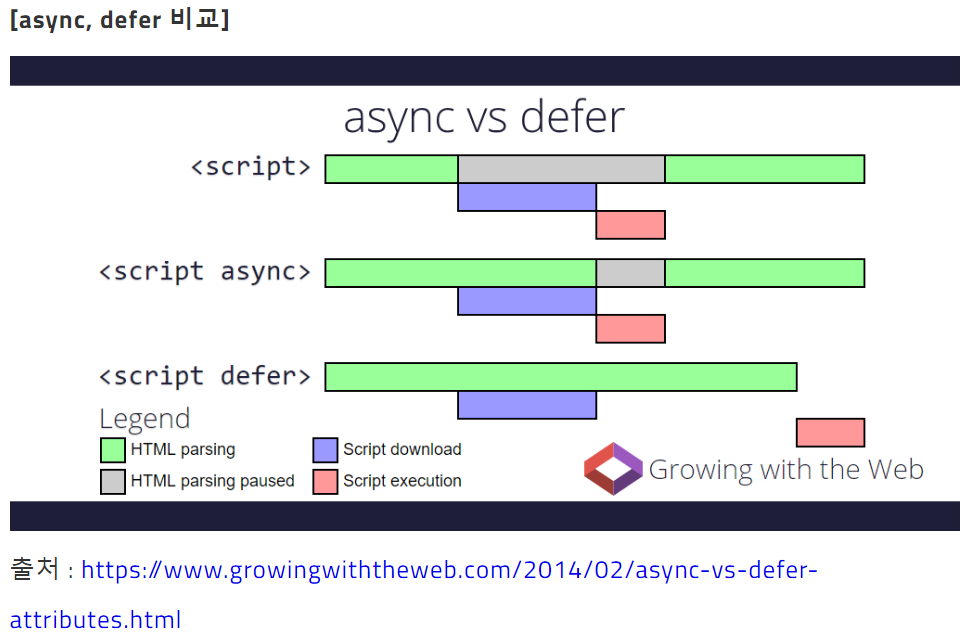 [async, defer 비교]
async vs defer
<script>
<script async>
<script defer>
Legend
HTML parsing
Script download
HTML parsing paused
Script execution
Growing with the Web
출처 : https://www.growingwiththeweb.com/2014/02/async-vs-defer-
attributes.html